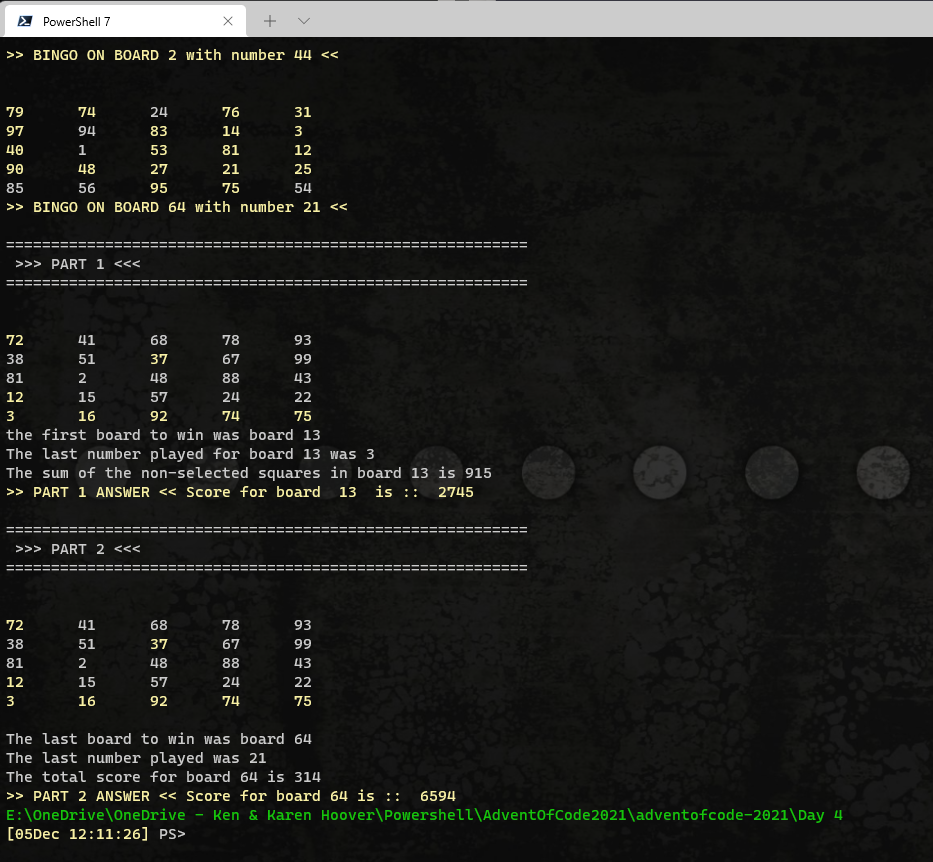 PowerShell 7
>> BINGO ON BOARD 2 with number 44 <<
79 74 24 76 31
97 94 83 14 3
40 1 53 81 12
90 48 27 21 25
85 56 95 75 54
>> BINGO ON BOARD 64 with number 21 <<
==========================================================
>>> PART 1 <<<
==========================================================
72 41 68 78 93
38 51 37 67 99
81 2 48 88 43
12 15 57 24 22
3 16 92 74 75
the first board to win was board 13
The last number played for board 13 was 3
The sum of the non-selected squares in board 13 is 915
>> PART 1 ANSWER << Score for board  13  is ::  2745
==========================================================
>>> PART 2 <<<
==========================================================
72 41 68 78 93
38 51 37 67 99
81 2 48 88 43
12 15 57 24 22
3 16 92 74 75
The last board to win was board 64
The last number played was 21
The total score for board 64 is 314
>> PART 2 ANSWER << Score for board 64 is ::  6594
E:\OneDrive\OneDrive - Ken & Karen Hoover\Powershell\AdventOfCode2021\adventofcode-2021\Day 4
[05Dec 12:11:26] PS>